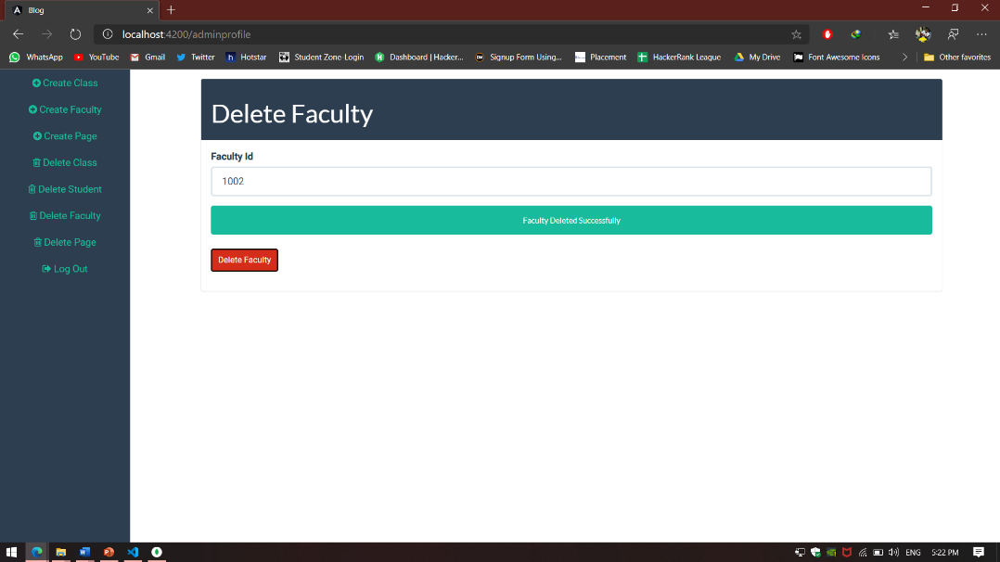 Blog
localhost:4200/adminprofile
WhatsApp YouTube Gmail Twitter Hotstar Student Zone-Login Dashboard | Hacker... Signup Form Using... Placement HackerRank League My Drive Font Awesome Icons Other favorites
Create Class
Create Faculty
Create Page
Delete Class
Delete Student
Delete Faculty
Delete Page
Log Out
Delete Faculty
Faculty Id
1002
Faculty Deleted Successfully
Delete Faculty
ENG 5:22 PM